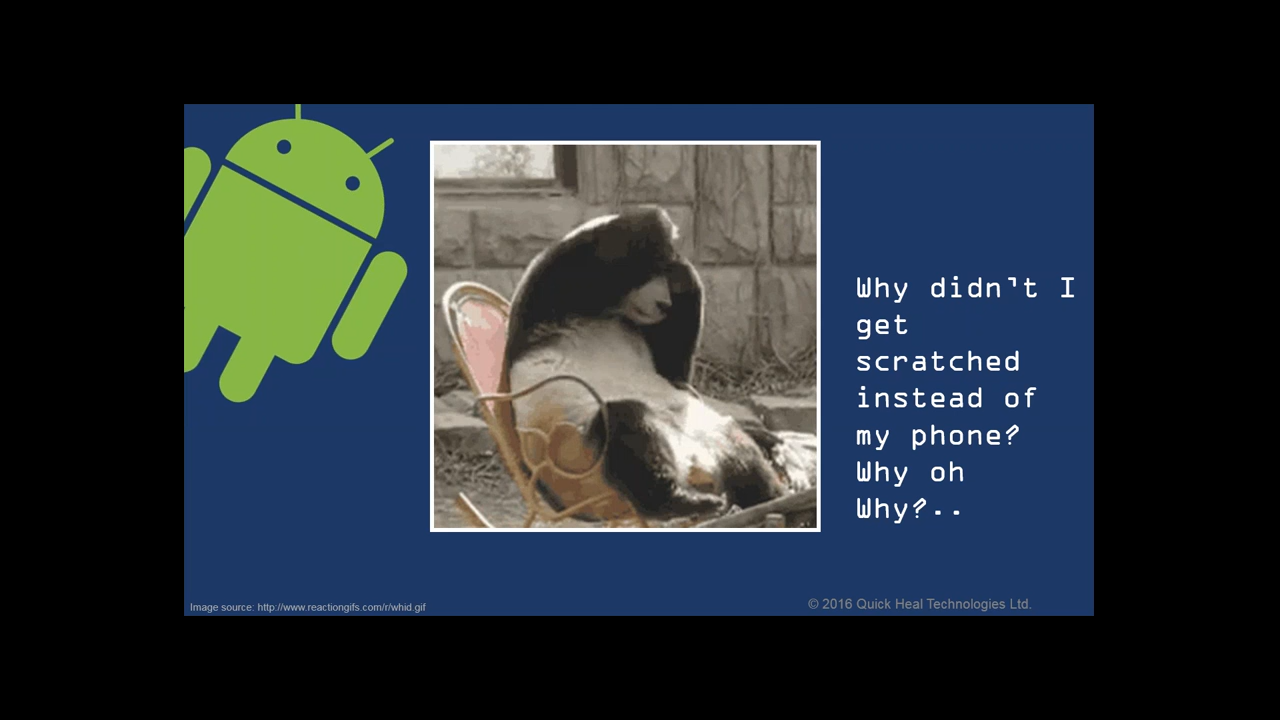 Why didn't I
get
scratched
instead of
my phone?
Why oh
Why?..
Image source: http://www.reactiongifs.com/r/whid.gif
© 2016 Quick Heal Technologies Ltd.